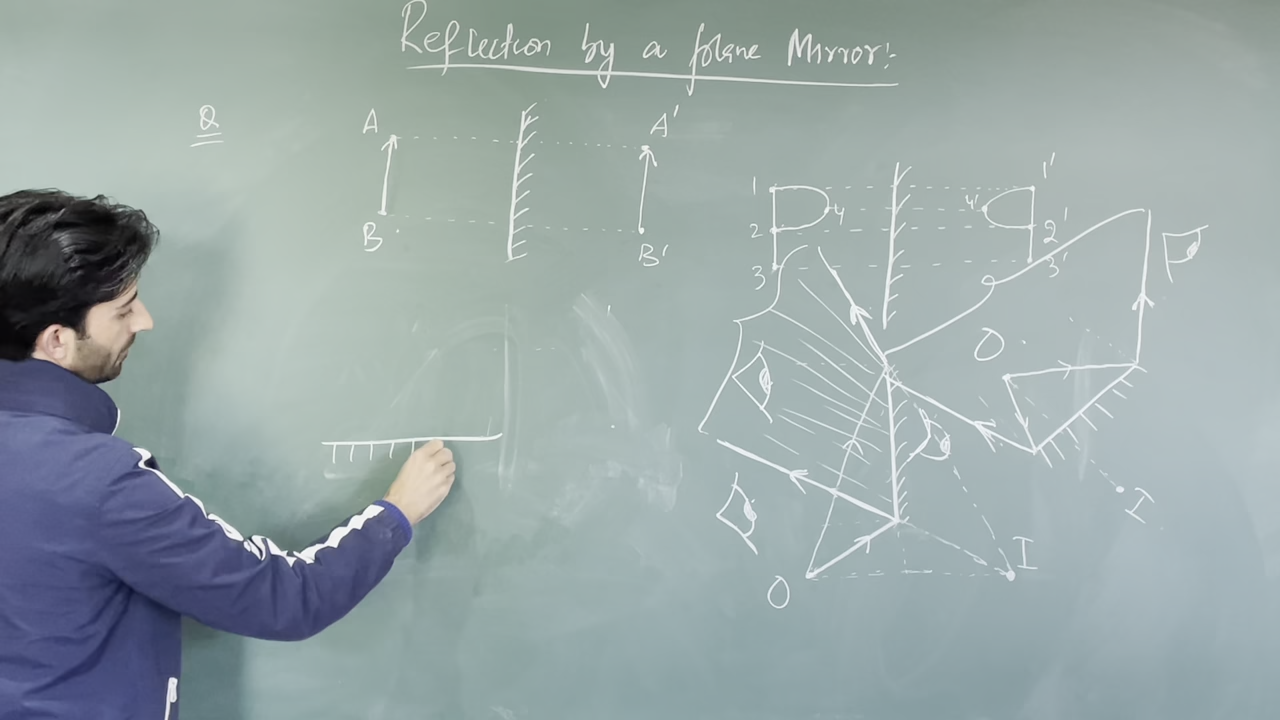 Reflection by a plane Mirror:-
Q
A A'
B B'
1 4 4' 1'
2 2'
3 3'
O
I
O I